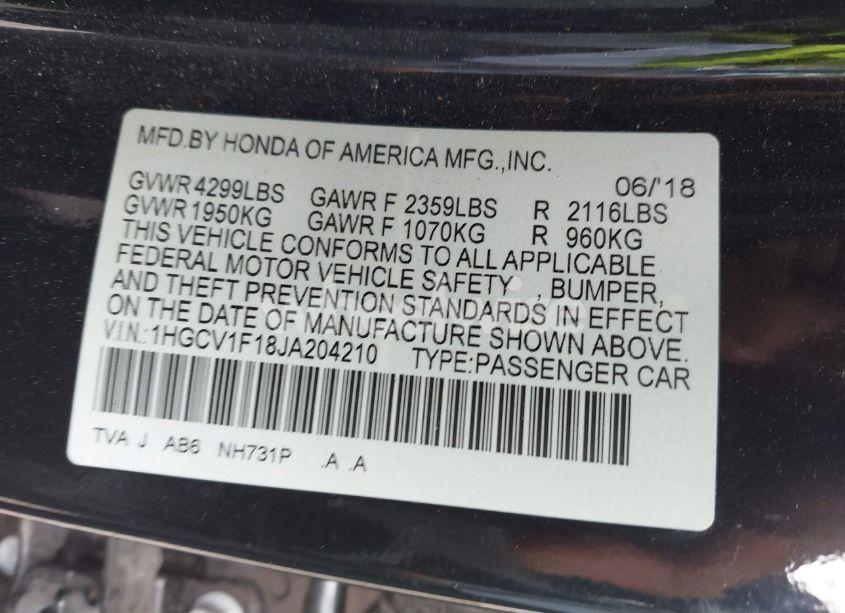 MFD.BY HONDA OF AMERICA MFG.,INC.
06/'18
GVWR 4299LBS GAWR F 2359LBS R 2116LBS
GVWR 1950KG GAWR F 1070KG R 960KG
THIS VEHICLE CONFORMS TO ALL APPLICABLE
FEDERAL MOTOR VEHICLE SAFETY , BUMPER,
AND THEFT PREVENTION STANDARDS IN EFFECT
ON THE DATE OF MANUFACTURE SHOWN ABOVE.
V.I.N.:1HGCV1F18JA204210 TYPE:PASSENGER CAR
TVA J AB6 NH731P .A .A